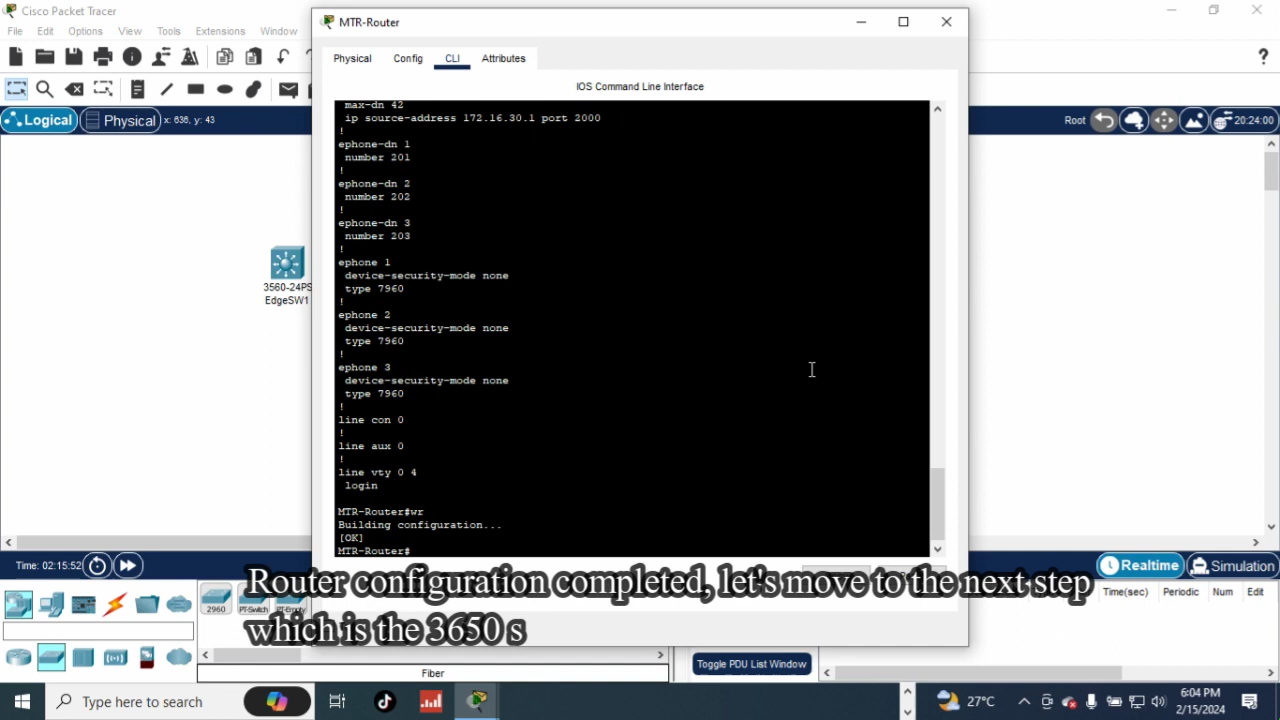 Cisco Packet Tracer
File Edit Options View Tools Extensions Window
Logical Physical x: 636, y: 43
Root 20:24:00
3560-24PS
EdgeSW1
MTR-Router
Physical Config CLI Attributes
IOS Command Line Interface
max-dn 42
ip source-address 172.16.30.1 port 2000
!
ephone-dn 1
number 201
!
ephone-dn 2
number 202
!
ephone-dn 3
number 203
!
ephone 1
device-security-mode none
type 7960
!
ephone 2
device-security-mode none
type 7960
!
ephone 3
device-security-mode none
type 7960
!
line con 0
!
line aux 0
!
line vty 0 4
login
MTR-Router#wr
Building configuration...
[OK]
MTR-Router#
Router configuration completed, let's move to the next step
which is the 3650 s
Time: 02:15:52
Realtime Simulation
2960 PT-Switch PT-Empty
Time(sec) Periodic Num Edit
Fiber
Toggle PDU List Window
Type here to search
27°C
6:04 PM
2/15/2024